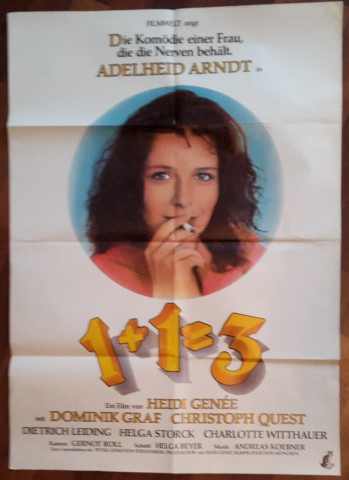 FILMWELT zeigt
Die Komödie einer Frau,
die die Nerven behält.
ADELHEID ARNDT in
1+1=3
Ein Film von HEIDI GENÉE
mit DOMINIK GRAF CHRISTOPH QUEST
DIETRICH LEIDING HELGA STORCK CHARLOTTE WITTHAUER
Kamera GERNOT ROLL Schnitt HELGA BEYER Musik ANDREAS KOEBNER